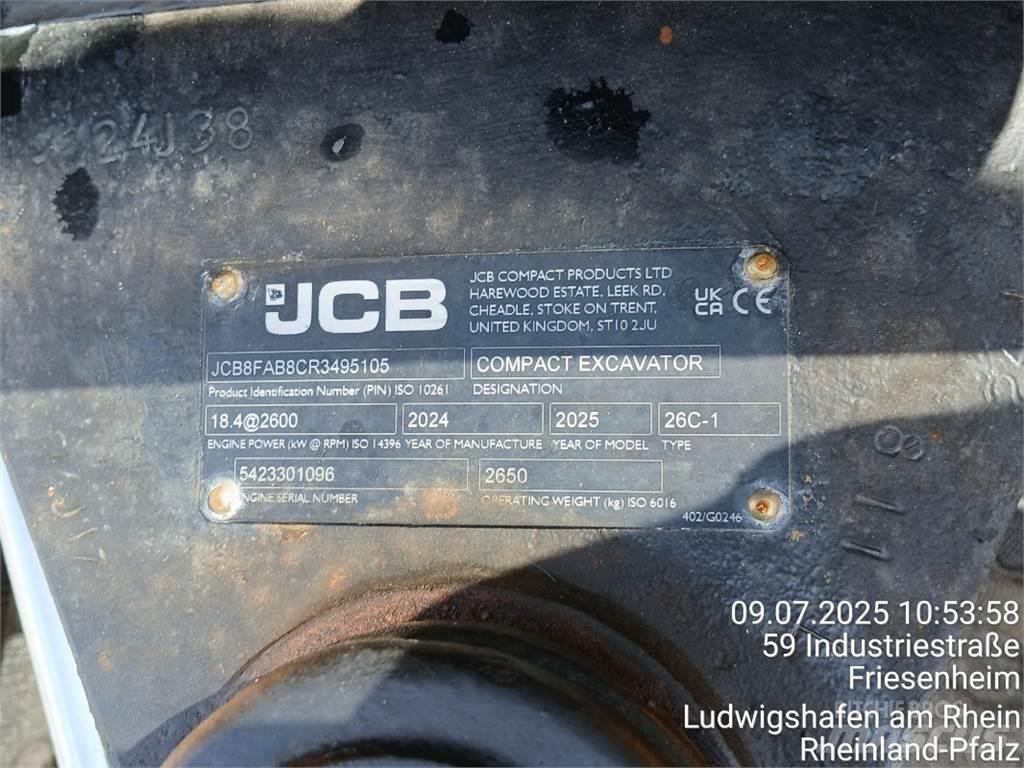 24J38
JCB
JCB COMPACT PRODUCTS LTD
HAREWOOD ESTATE, LEEK RD,
CHEADLE, STOKE ON TRENT,
UNITED KINGDOM, ST10 2JU
UK
CA
CE
JCB8FAB8CR3495105
Product Identification Number (PIN) ISO 10261
COMPACT EXCAVATOR
DESIGNATION
18.4@2600
ENGINE POWER (kW @ RPM) ISO 14396
2024
YEAR OF MANUFACTURE
2025
YEAR OF MODEL
26C-1
TYPE
5423301096
ENGINE SERIAL NUMBER
2650
OPERATING WEIGHT (kg) ISO 6016
402/G0246
09.07.2025 10:53:58
59 Industriestraße
Friesenheim
Ludwigshafen am Rhein
Rheinland-Pfalz